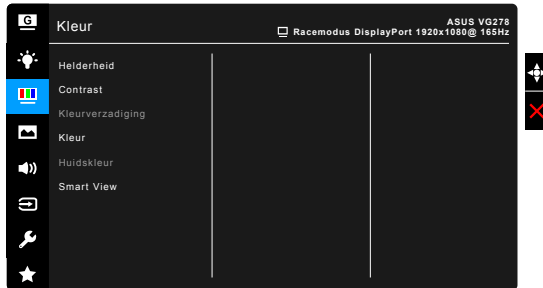 G
Kleur
ASUS VG278
Racemodus DisplayPort 1920x1080@ 165Hz
Helderheid
Contrast
Kleurverzadiging
Kleur
Huidskleur
Smart View